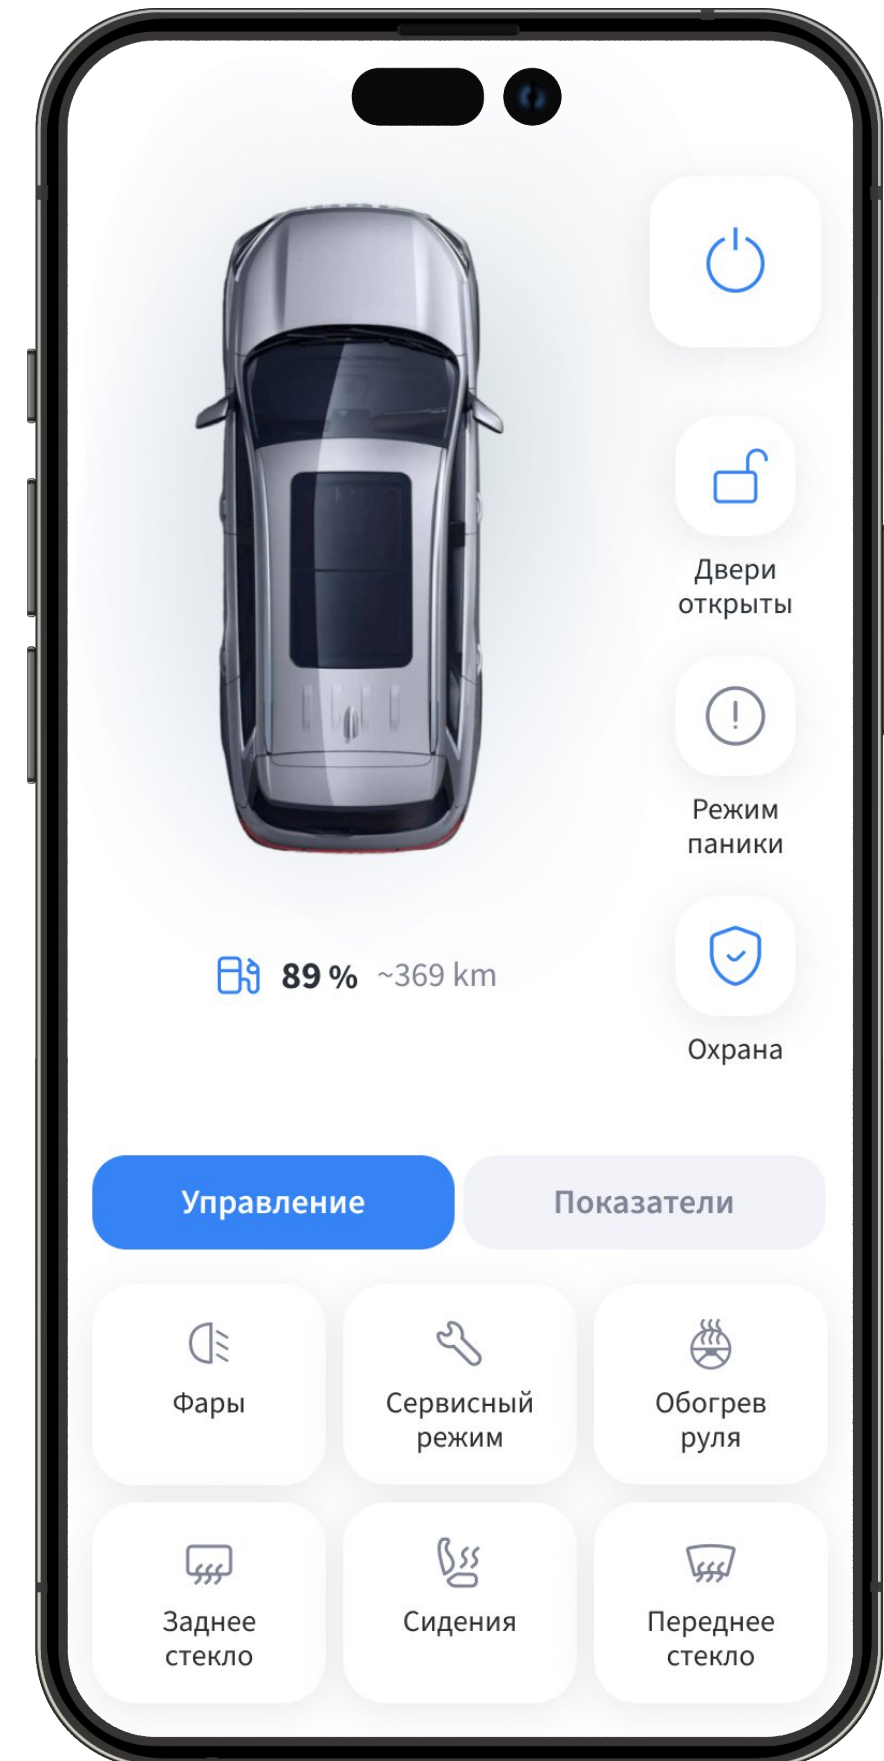 Двери
открыты
Режим
паники
Охрана
89 % ~369 km
Управление
Показатели
Фары
Сервисный
режим
Обогрев
руля
Заднее
стекло
Сидения
Переднее
стекло